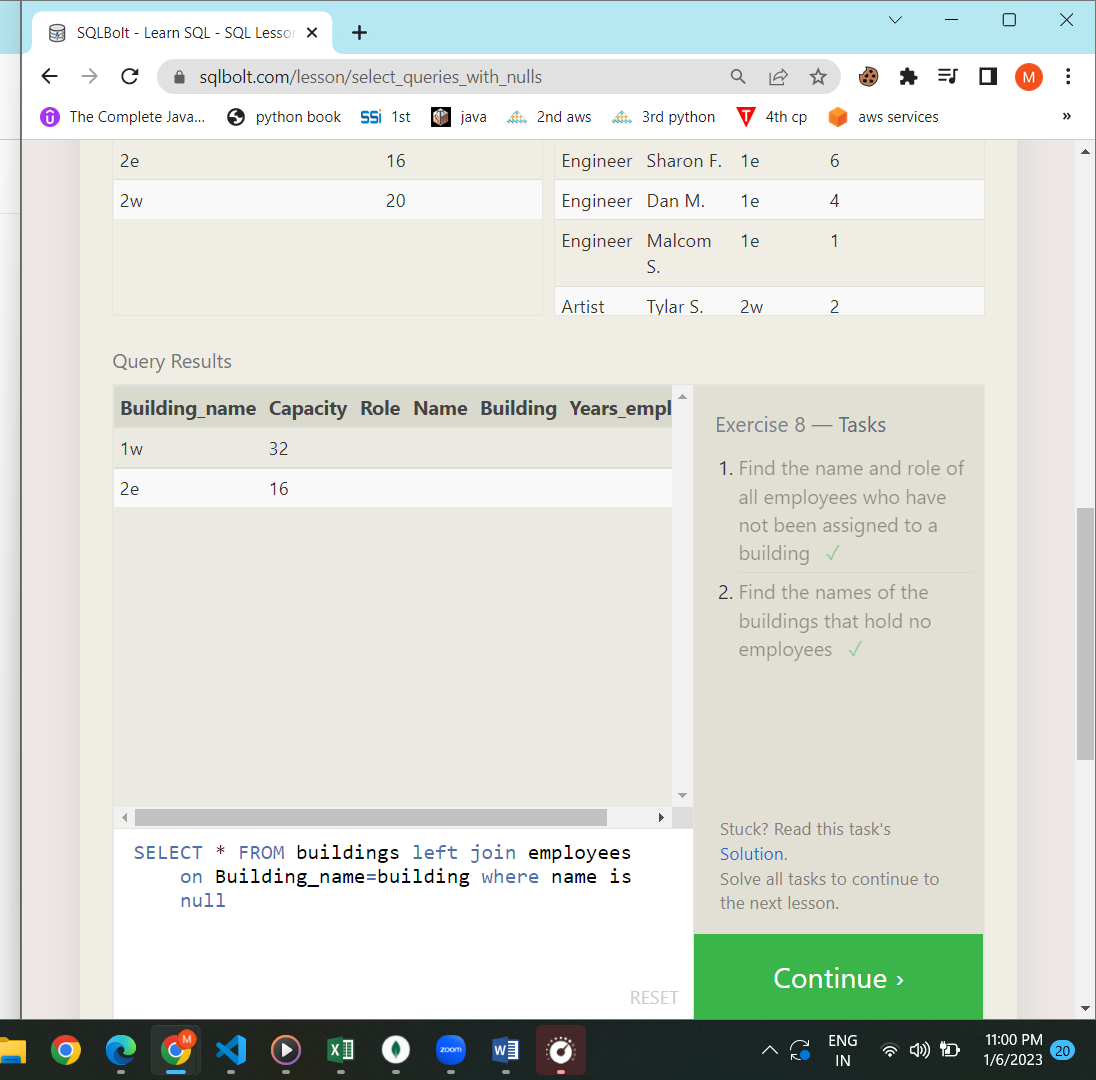 SQLBolt - Learn SQL - SQL Lesson
sqlbolt.com/lesson/select_queries_with_nulls
M
The Complete Java... python book SSi 1st java 2nd aws 3rd python 4th cp aws services »
2e 16
2w 20
Engineer Sharon F. 1e 6
Engineer Dan M. 1e 4
Engineer Malcom S. 1e 1
Artist Tylar S. 2w 2
Query Results
Building_name Capacity Role Name Building Years_empl
1w 32
2e 16
Exercise 8 — Tasks
1. Find the name and role of
all employees who have
not been assigned to a
building ✓
2. Find the names of the
buildings that hold no
employees ✓
Stuck? Read this task's
Solution.
Solve all tasks to continue to
the next lesson.
SELECT * FROM buildings left join employees
on Building_name=building where name is
null
RESET
Continue ›
M
zoom
ENG
IN
11:00 PM
1/6/2023
20